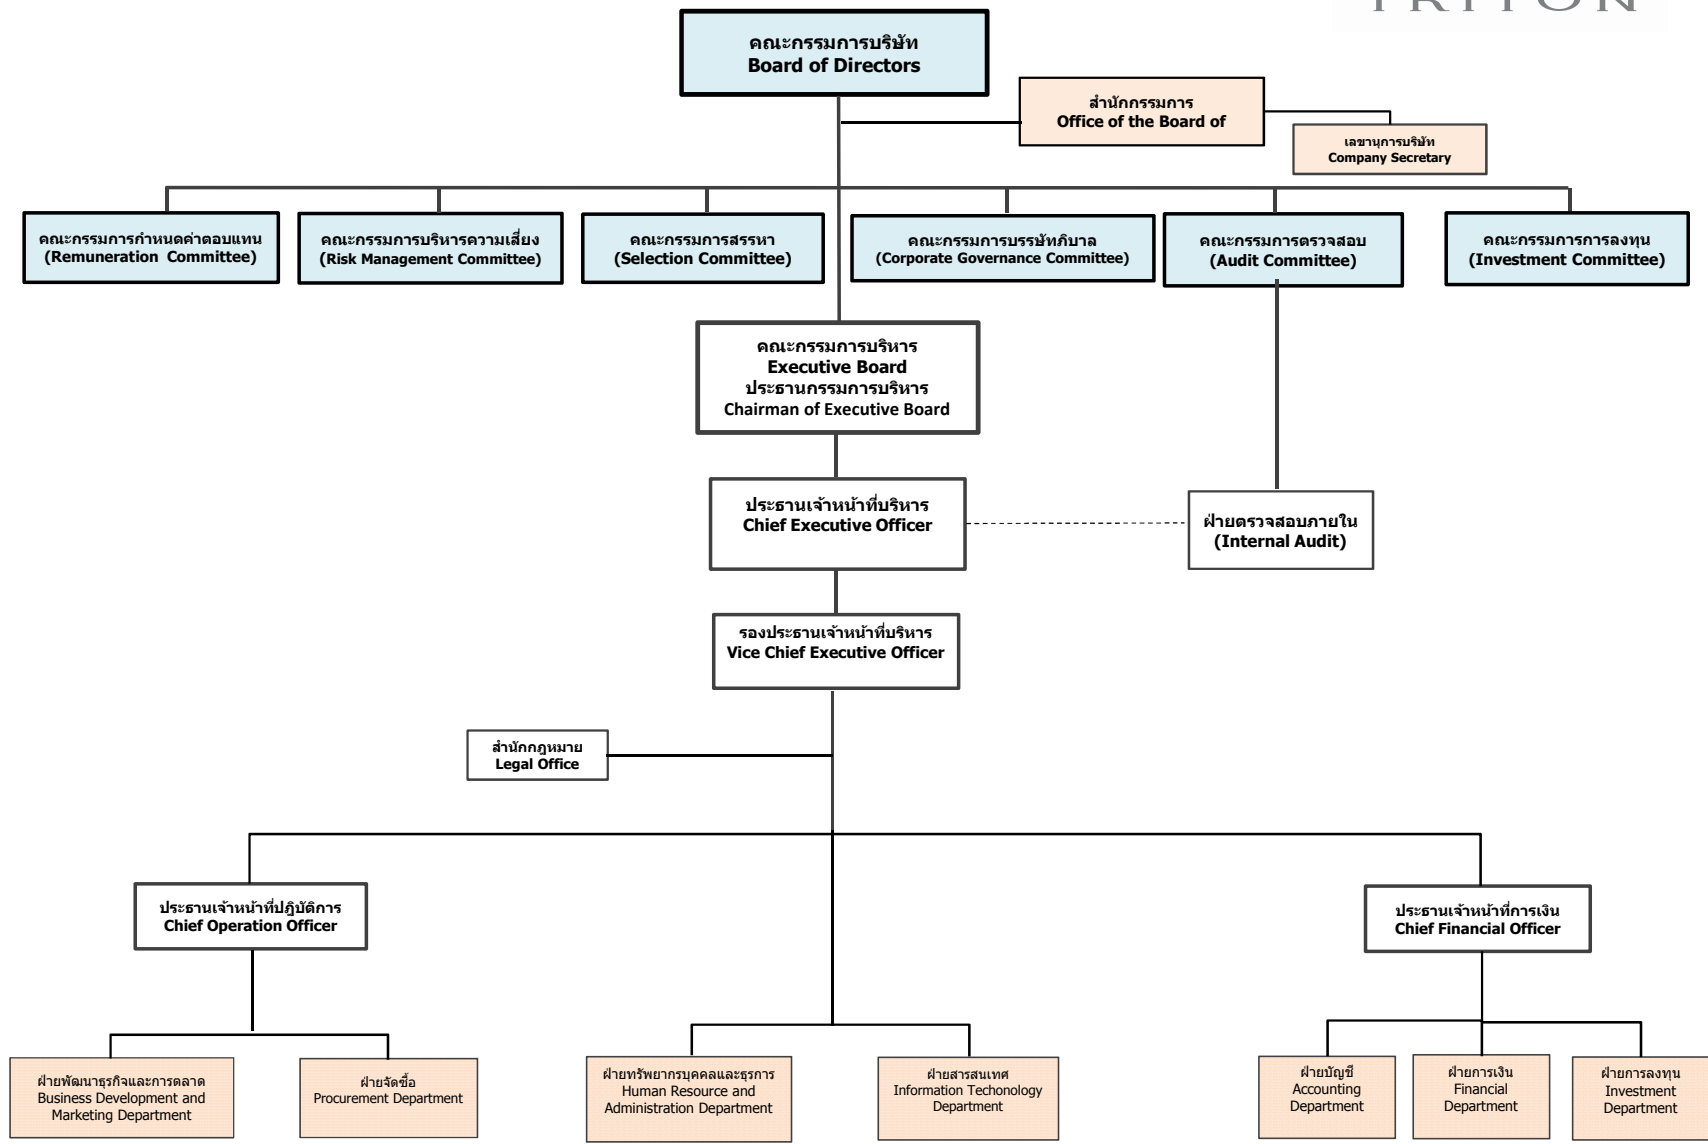 TRITON
คณะกรรมการบริษัท
Board of Directors
สำนักกรรมการ
Office of the Board of
เลขานุการบริษัท
Company Secretary
คณะกรรมการกำหนดค่าตอบแทน
(Remuneration Committee)
คณะกรรมการบริหารความเสี่ยง
(Risk Management Committee)
คณะกรรมการสรรหา
(Selection Committee)
คณะกรรมการบรรษัทภิบาล
(Corporate Governance Committee)
คณะกรรมการตรวจสอบ
(Audit Committee)
คณะกรรมการการลงทุน
(Investment Committee)
คณะกรรมการบริหาร
Executive Board
ประธานกรรมการบริหาร
Chairman of Executive Board
ประธานเจ้าหน้าที่บริหาร
Chief Executive Officer
ฝ่ายตรวจสอบภายใน
(Internal Audit)
รองประธานเจ้าหน้าที่บริหาร
Vice Chief Executive Officer
สำนักกฎหมาย
Legal Office
ประธานเจ้าหน้าที่ปฎิบัติการ
Chief Operation Officer
ประธานเจ้าหน้าที่การเงิน
Chief Financial Officer
ฝ่ายพัฒนาธุรกิจและการตลาด
Business Development and
Marketing Department
ฝ่ายจัดซื้อ
Procurement Department
ฝ่ายทรัพยากรบุคคลและธุรการ
Human Resource and
Administration Department
ฝ่ายสารสนเทศ
Information Techonology
Department
ฝ่ายบัญชี
Accounting
Department
ฝ่ายการเงิน
Financial
Department
ฝ่ายการลงทุน
Investment
Department